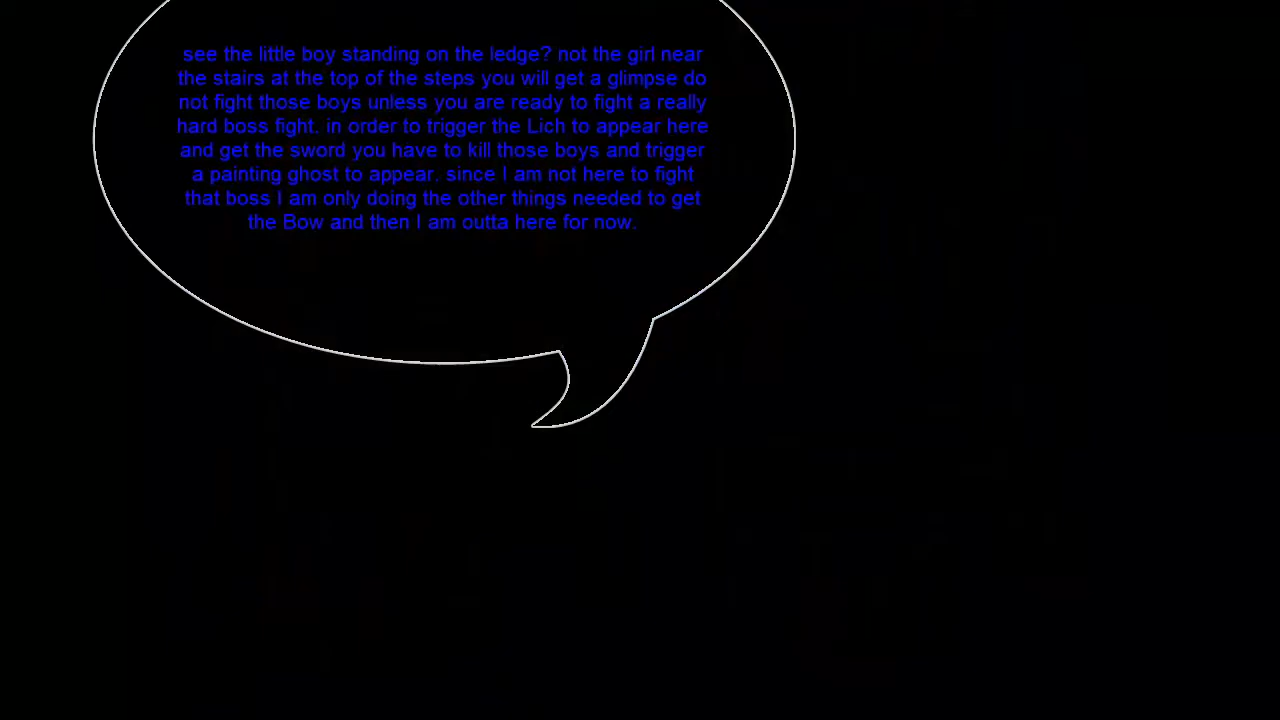 see the little boy standing on the ledge? not the girl near
the stairs at the top of the steps you will get a glimpse do
not fight those boys unless you are ready to fight a really
hard boss fight. in order to trigger the Lich to appear here
and get the sword you have to kill those boys and trigger
a painting ghost to appear. since I am not here to fight
that boss I am only doing the other things needed to get
the Bow and then I am outta here for now.